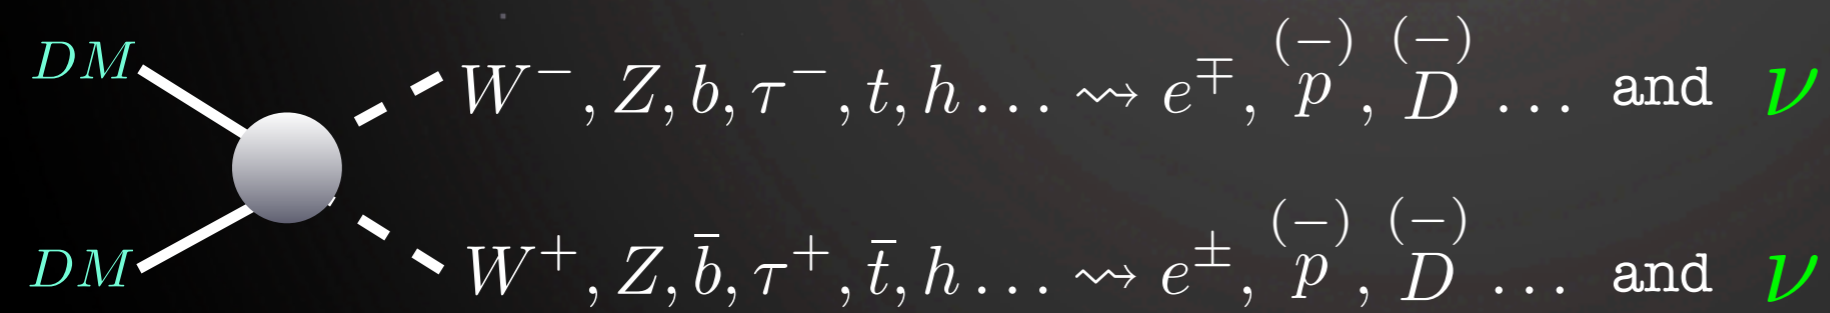 DM W⁻, Z, b, τ⁻, t, h … ⇝ e^∓, p^(−), D^(−) … and ν
DM W⁺, Z, b̄, τ⁺, t̄, h … ⇝ e^±, p^(−), D^(−) … and ν